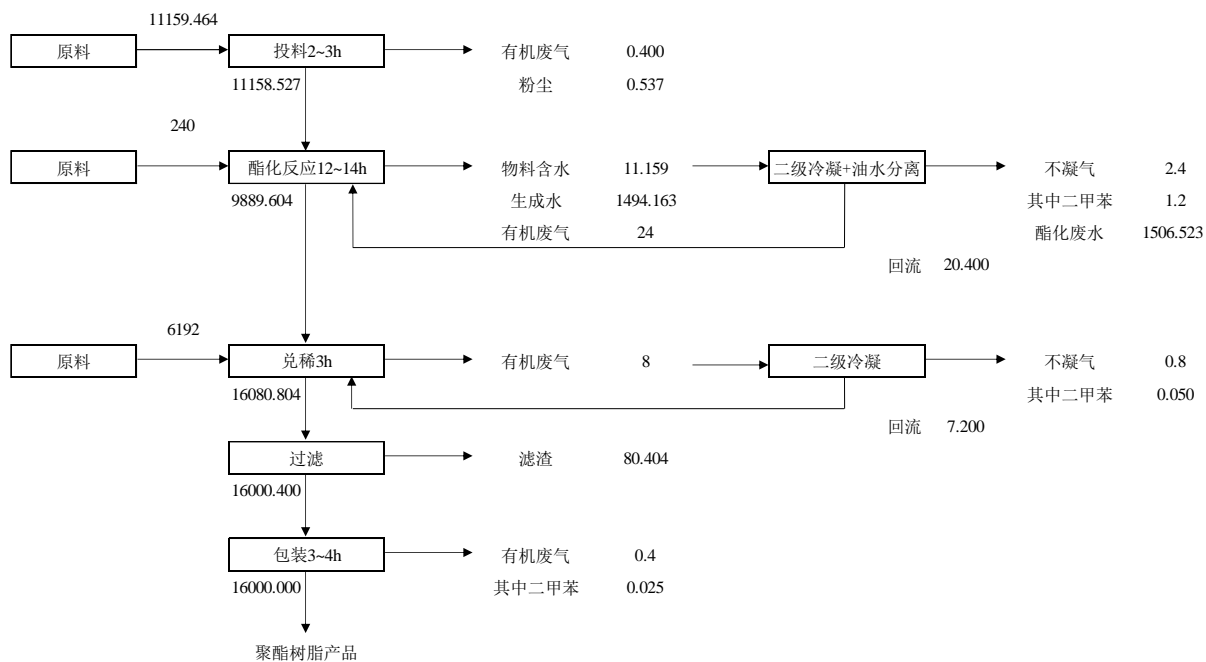 11159.464
原料 投料2~3h 有机废气 0.400
11158.527 粉尘 0.537
240
原料 酯化反应12~14h 物料含水 11.159 二级冷凝+油水分离 不凝气 2.4
9889.604 生成水 1494.163 其中二甲苯 1.2
有机废气 24 酯化废水 1506.523
回流 20.400
6192
原料 兑稀3h 有机废气 8 二级冷凝 不凝气 0.8
16080.804 其中二甲苯 0.050
回流 7.200
过滤 滤渣 80.404
16000.400
包装3~4h 有机废气 0.4
16000.000 其中二甲苯 0.025
聚酯树脂产品